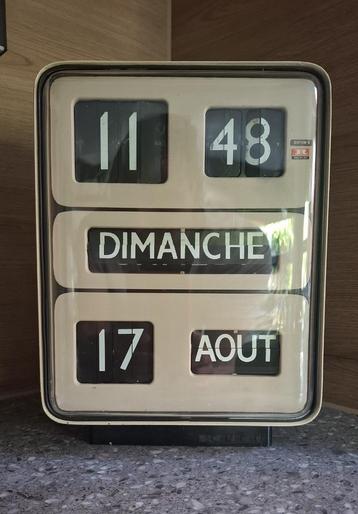 11 48
DIMANCHE
17 AOUT